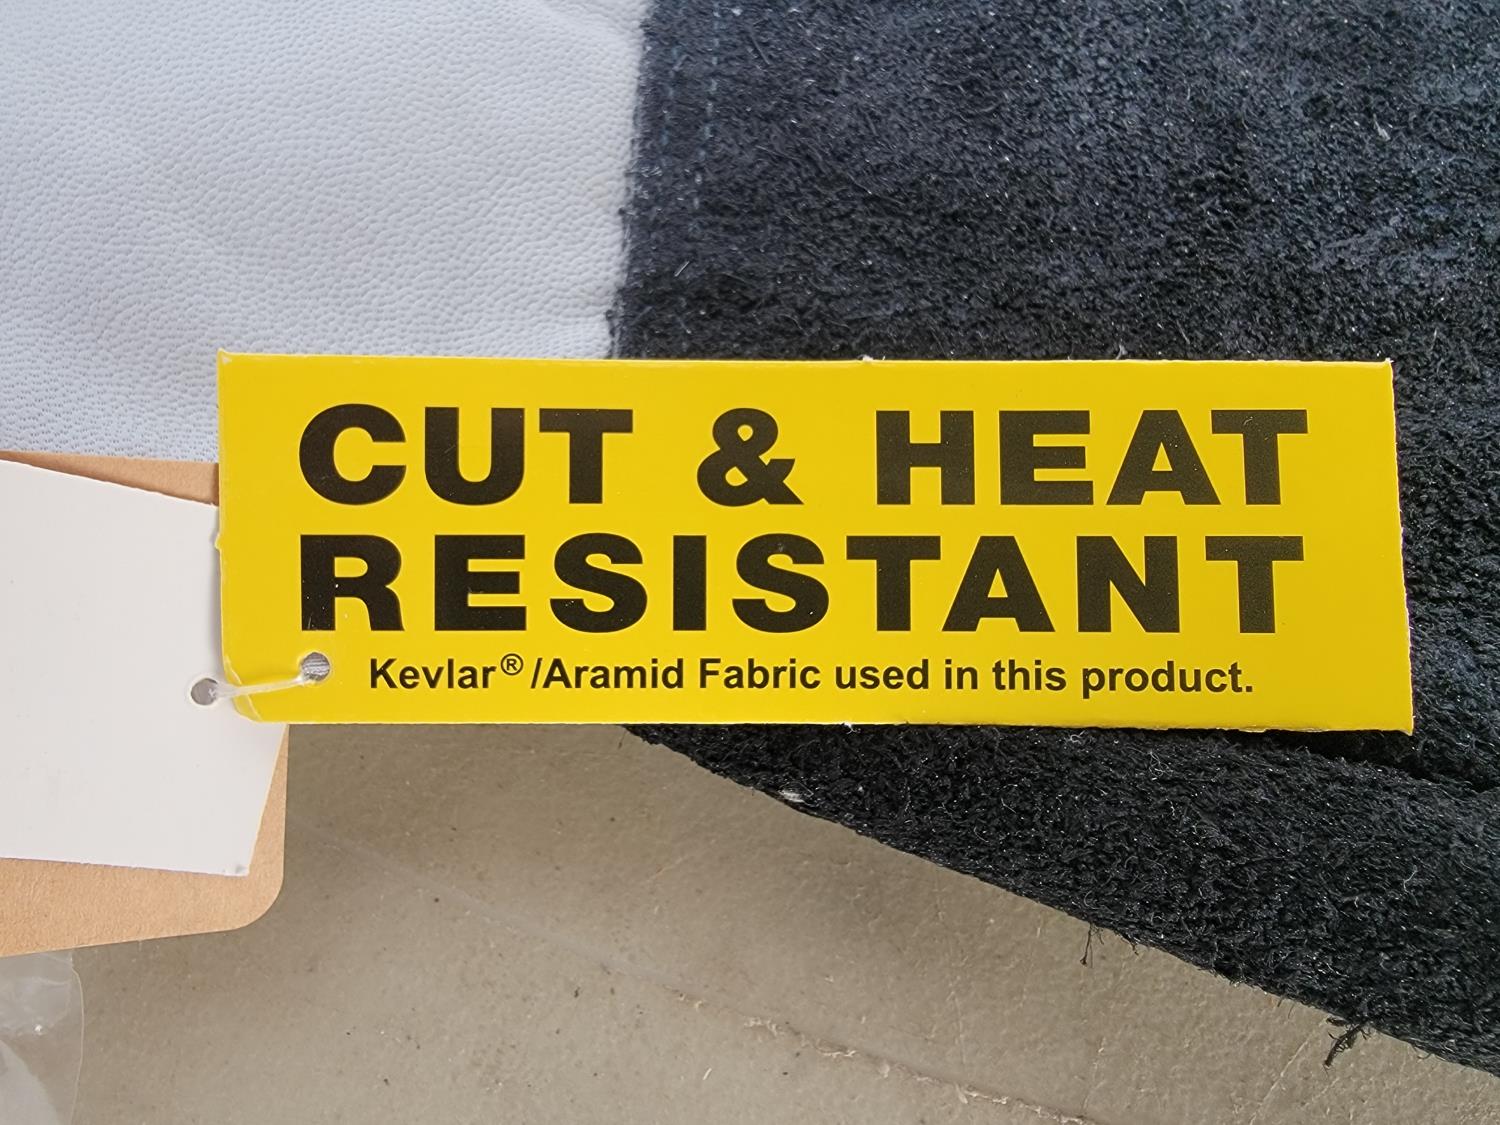 CUT & HEAT
RESISTANT
Kevlar® /Aramid Fabric used in this product.